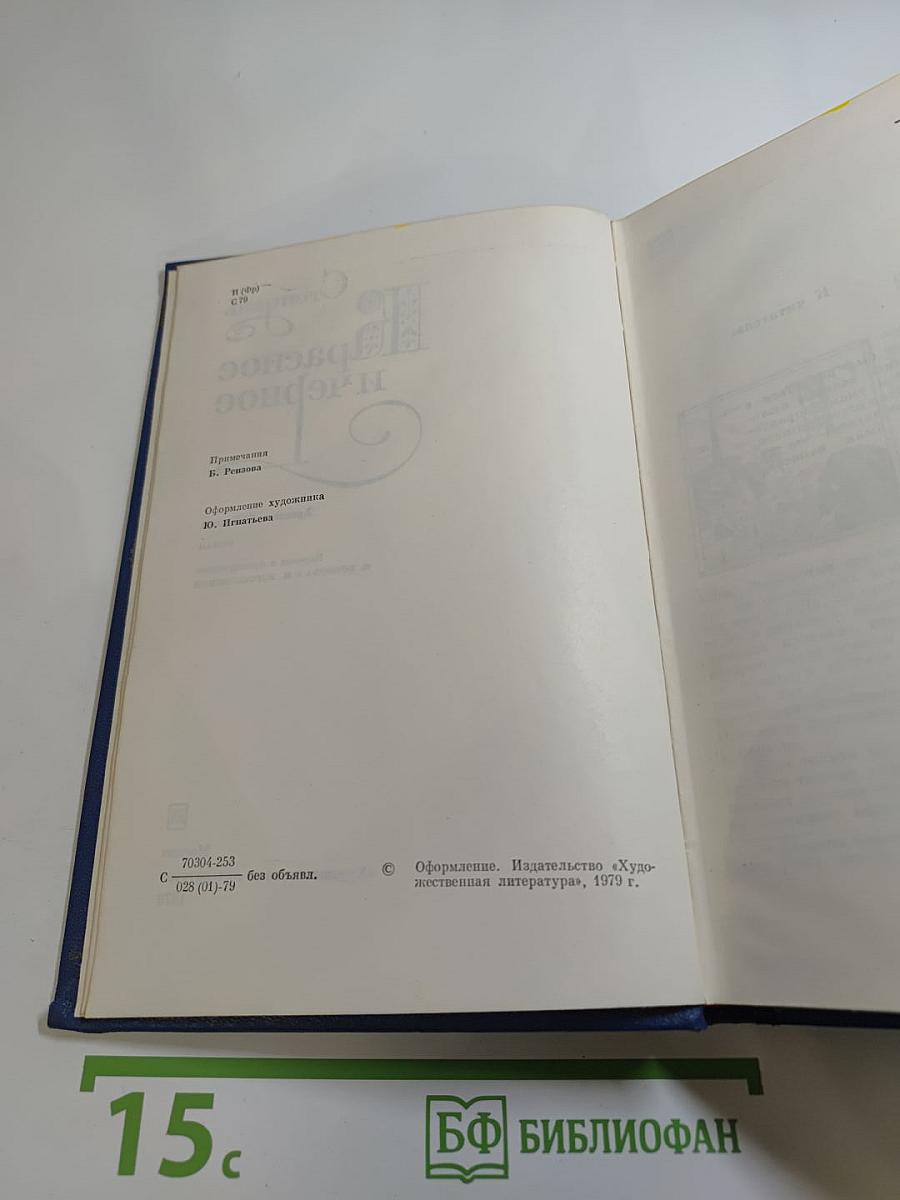 И (Фр)
С 79
Примечания
Б. Реизова
Оформление художника
Ю. Игнатьева
С 70304-253
028 (01)-79
без объявл.
© Оформление. Издательство «Худо-
жественная литература», 1979 г.
15 с
БФ БИБЛИОФАН